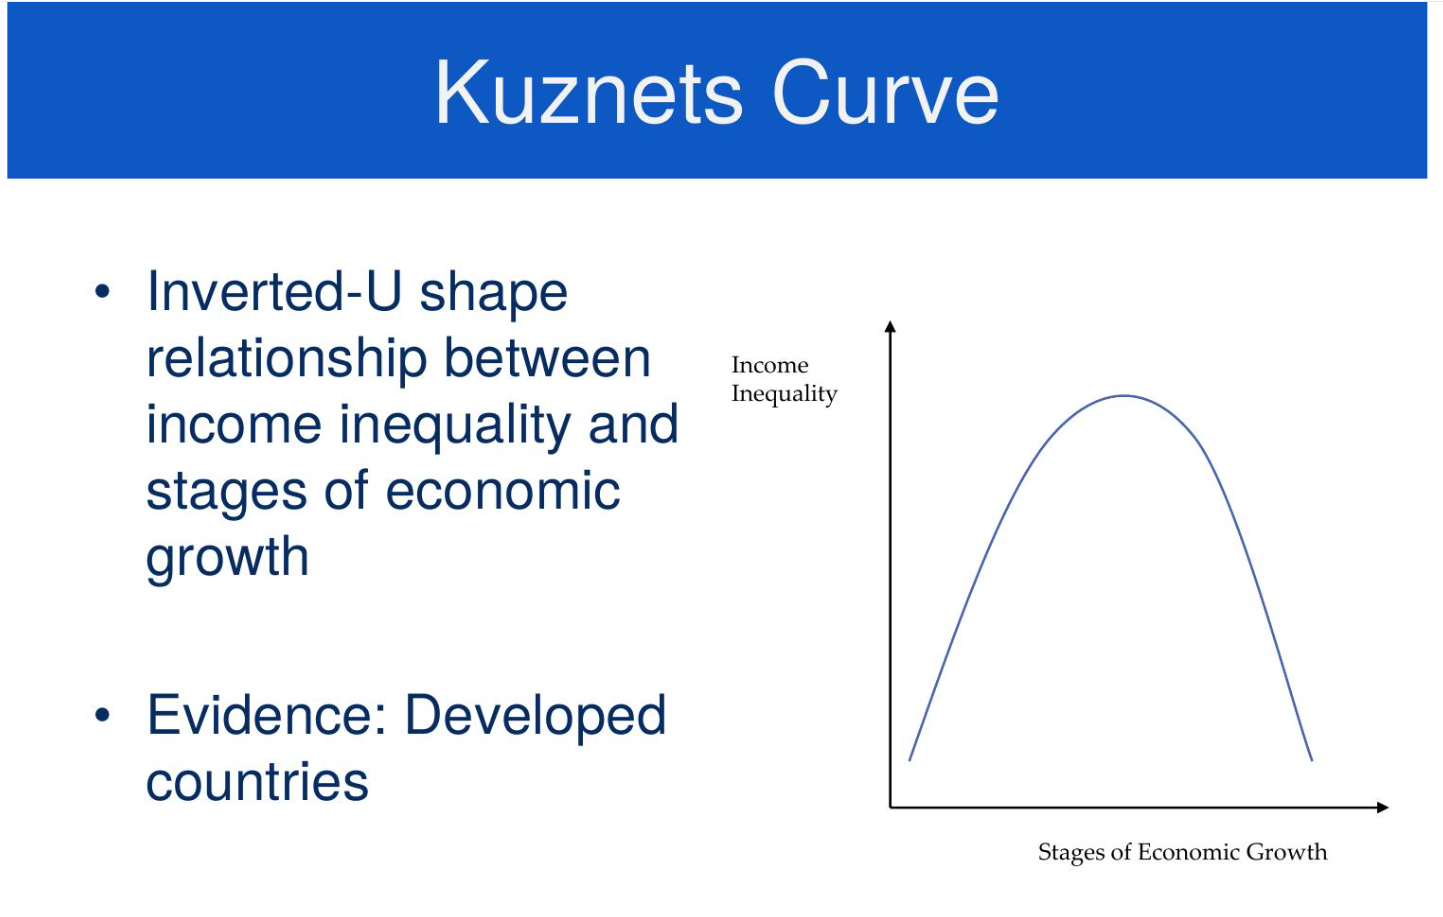 Kuznets Curve
• Inverted-U shape
relationship between
income inequality and
stages of economic
growth
• Evidence: Developed
countries
Income
Inequality
Stages of Economic Growth